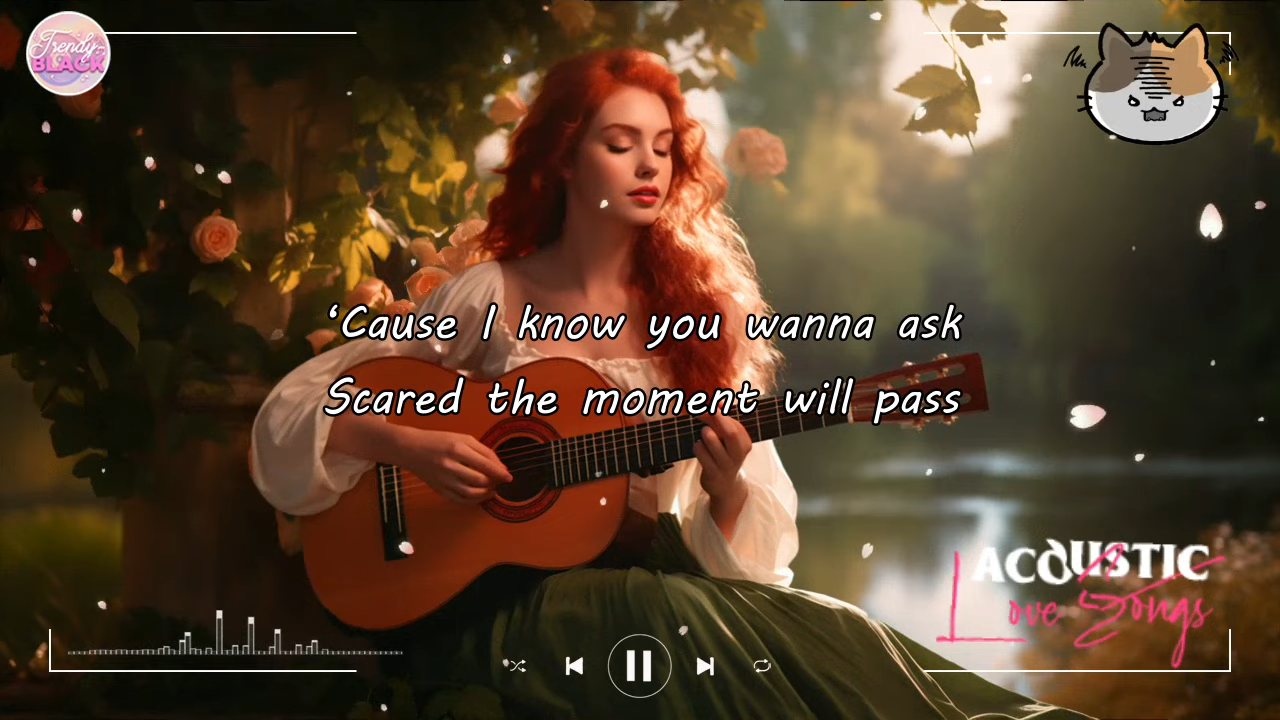 Trendy
BLACK
‘Cause I know you wanna ask
Scared the moment will pass
ACOUSTIC
Love Songs